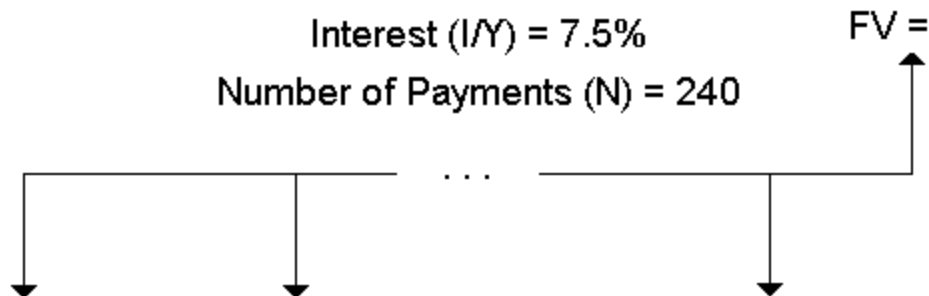 Interest (I/Y) = 7.5%
FV =
Number of Payments (N) = 240
. . .